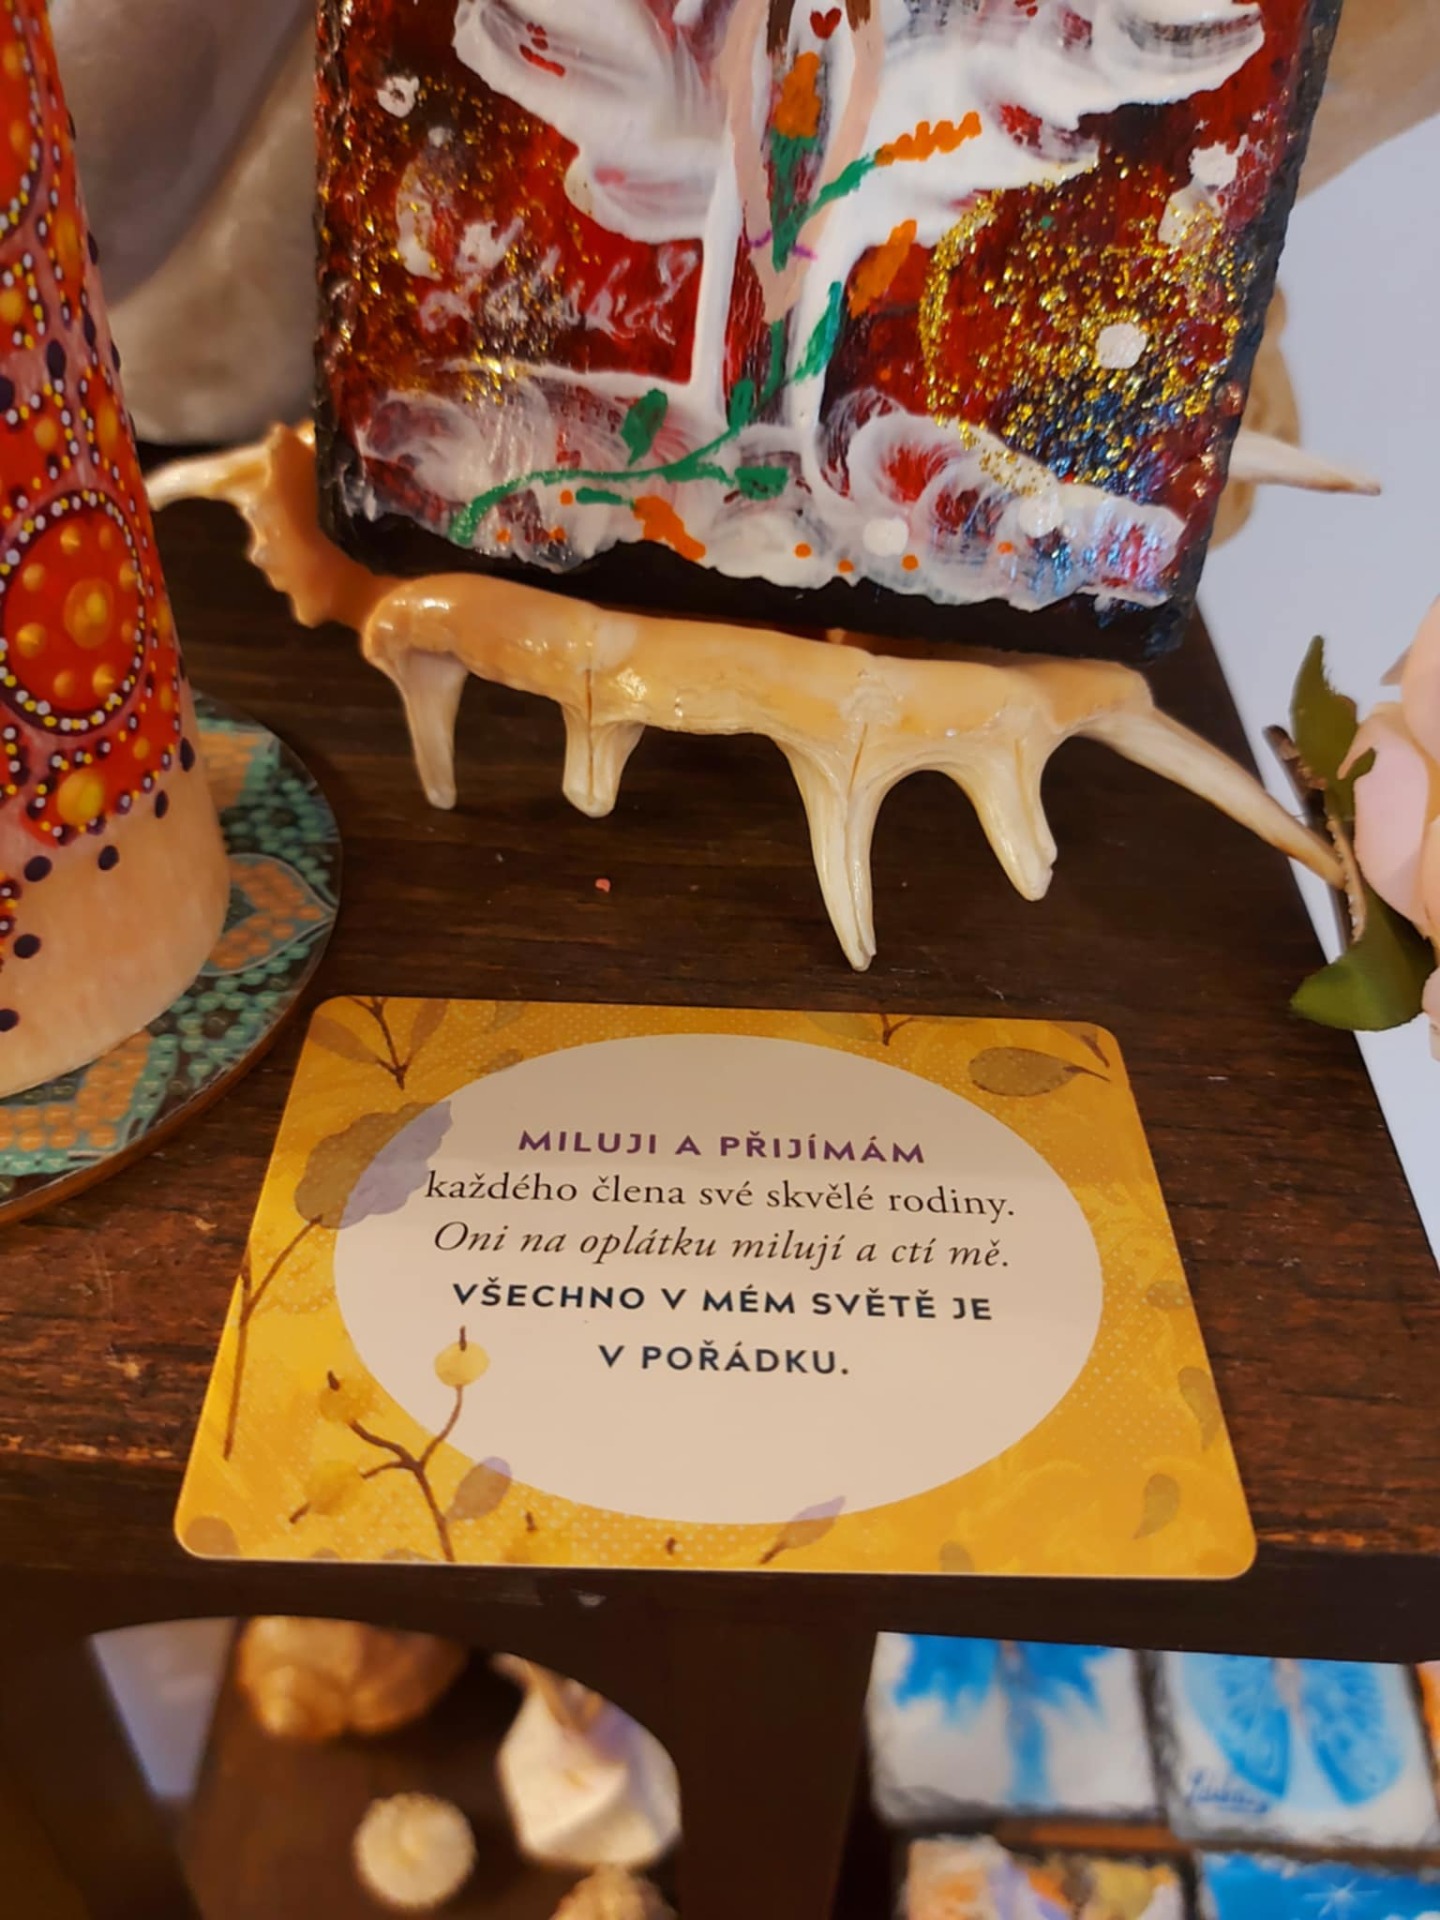 MILUJI A PŘIJÍMÁM
každého člena své skvělé rodiny.
Oni na oplátku milují a ctí mě.
VŠECHNO V MÉM SVĚTĚ JE
V POŘÁDKU.